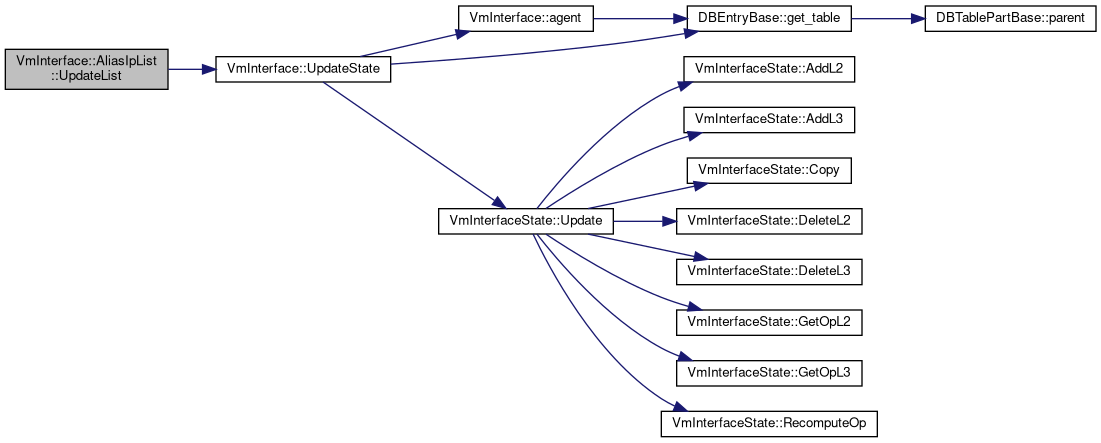 VmInterface::AliasIpList
::UpdateList
VmInterface::UpdateState
VmInterface::agent
DBEntryBase::get_table
DBTablePartBase::parent
VmInterfaceState::Update
VmInterfaceState::AddL2
VmInterfaceState::AddL3
VmInterfaceState::Copy
VmInterfaceState::DeleteL2
VmInterfaceState::DeleteL3
VmInterfaceState::GetOpL2
VmInterfaceState::GetOpL3
VmInterfaceState::RecomputeOp